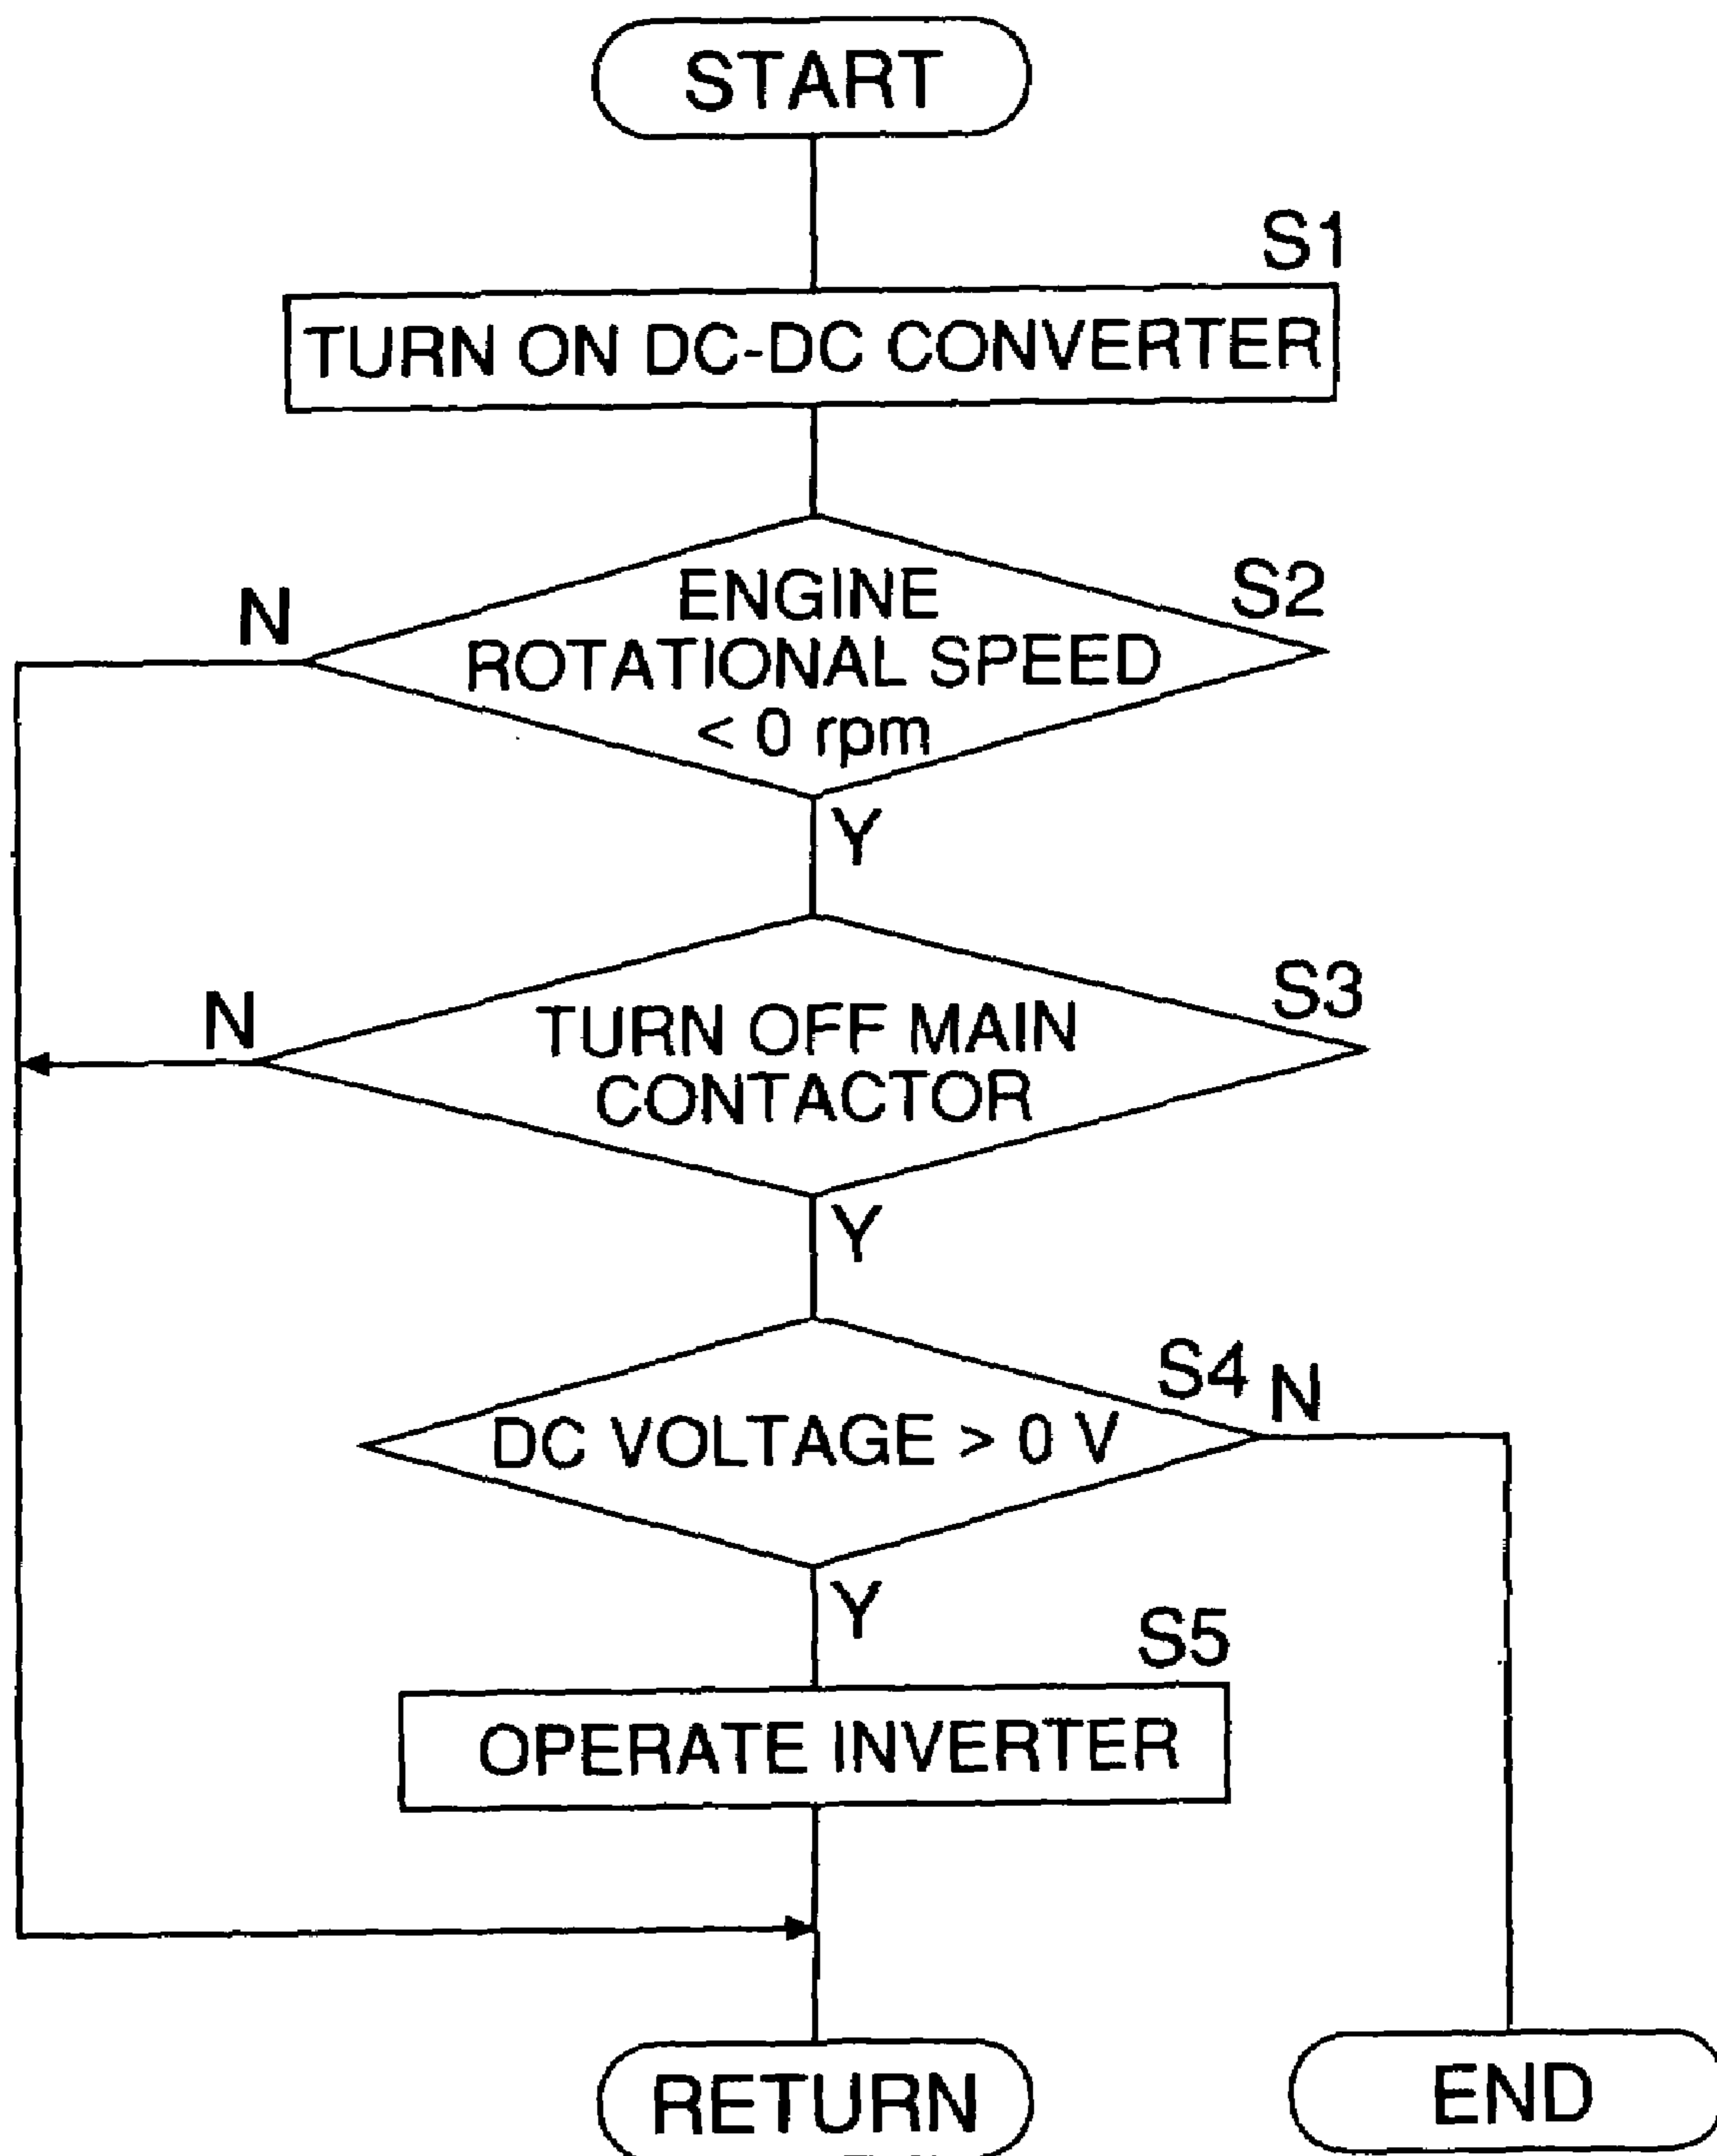 START
S1
TURN ON DC-DC CONVERTER
S2
N
ENGINE
ROTATIONAL SPEED
< 0 rpm
Y
S3
N
TURN OFF MAIN
CONTACTOR
Y
S4
N
DC VOLTAGE > 0 V
Y
S5
OPERATE INVERTER
RETURN
END